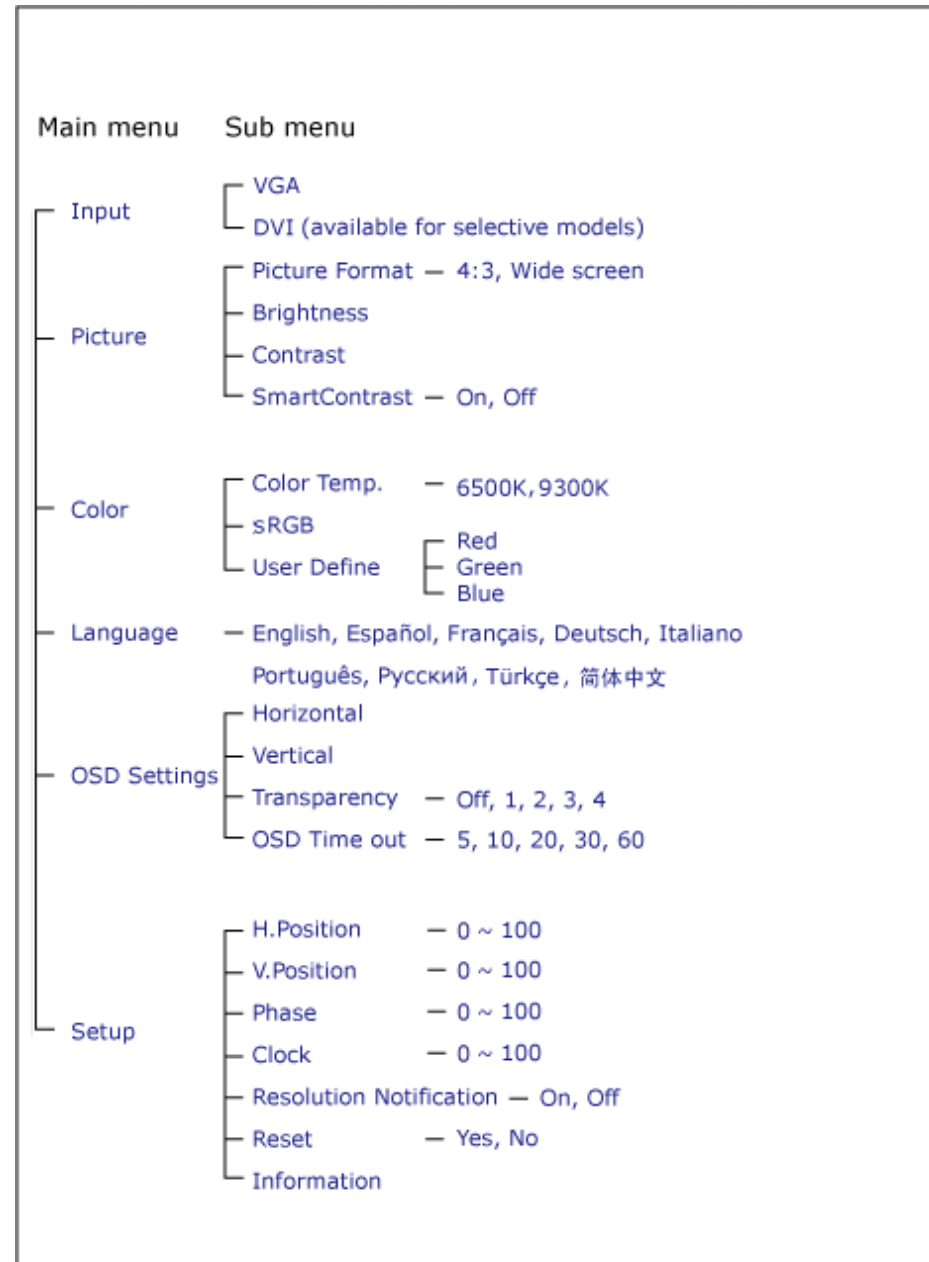 Main menu Sub menu
VGA
Input
DVI (available for selective models)
Picture Format — 4:3, Wide screen
Brightness
Picture
Contrast
SmartContrast — On, Off
Color Temp. — 6500K, 9300K
Color
sRGB
Red
User Define Green
Blue
Language — English, Español, Français, Deutsch, Italiano
Português, Русский, Türkçe, 简体中文
Horizontal
Vertical
OSD Settings
Transparency — Off, 1, 2, 3, 4
OSD Time out — 5, 10, 20, 30, 60
H.Position — 0 ~ 100
V.Position — 0 ~ 100
Phase — 0 ~ 100
Setup
Clock — 0 ~ 100
Resolution Notification — On, Off
Reset — Yes, No
Information